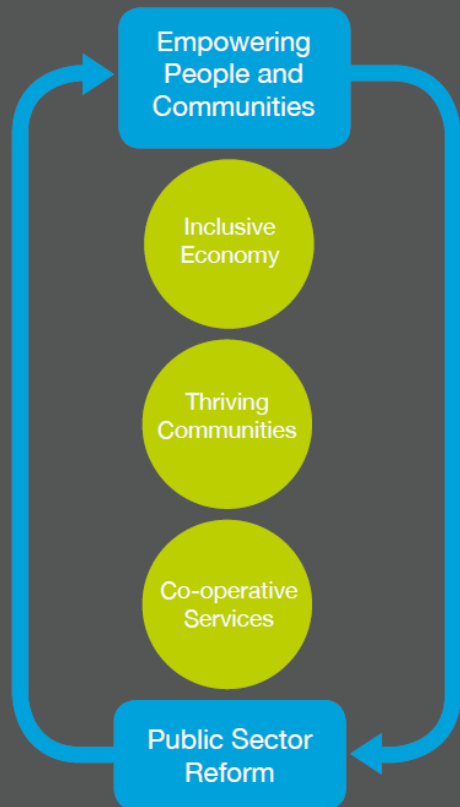 Empowering
People and
Communities
Inclusive
Economy
Thriving
Communities
Co-operative
Services
Public Sector
Reform